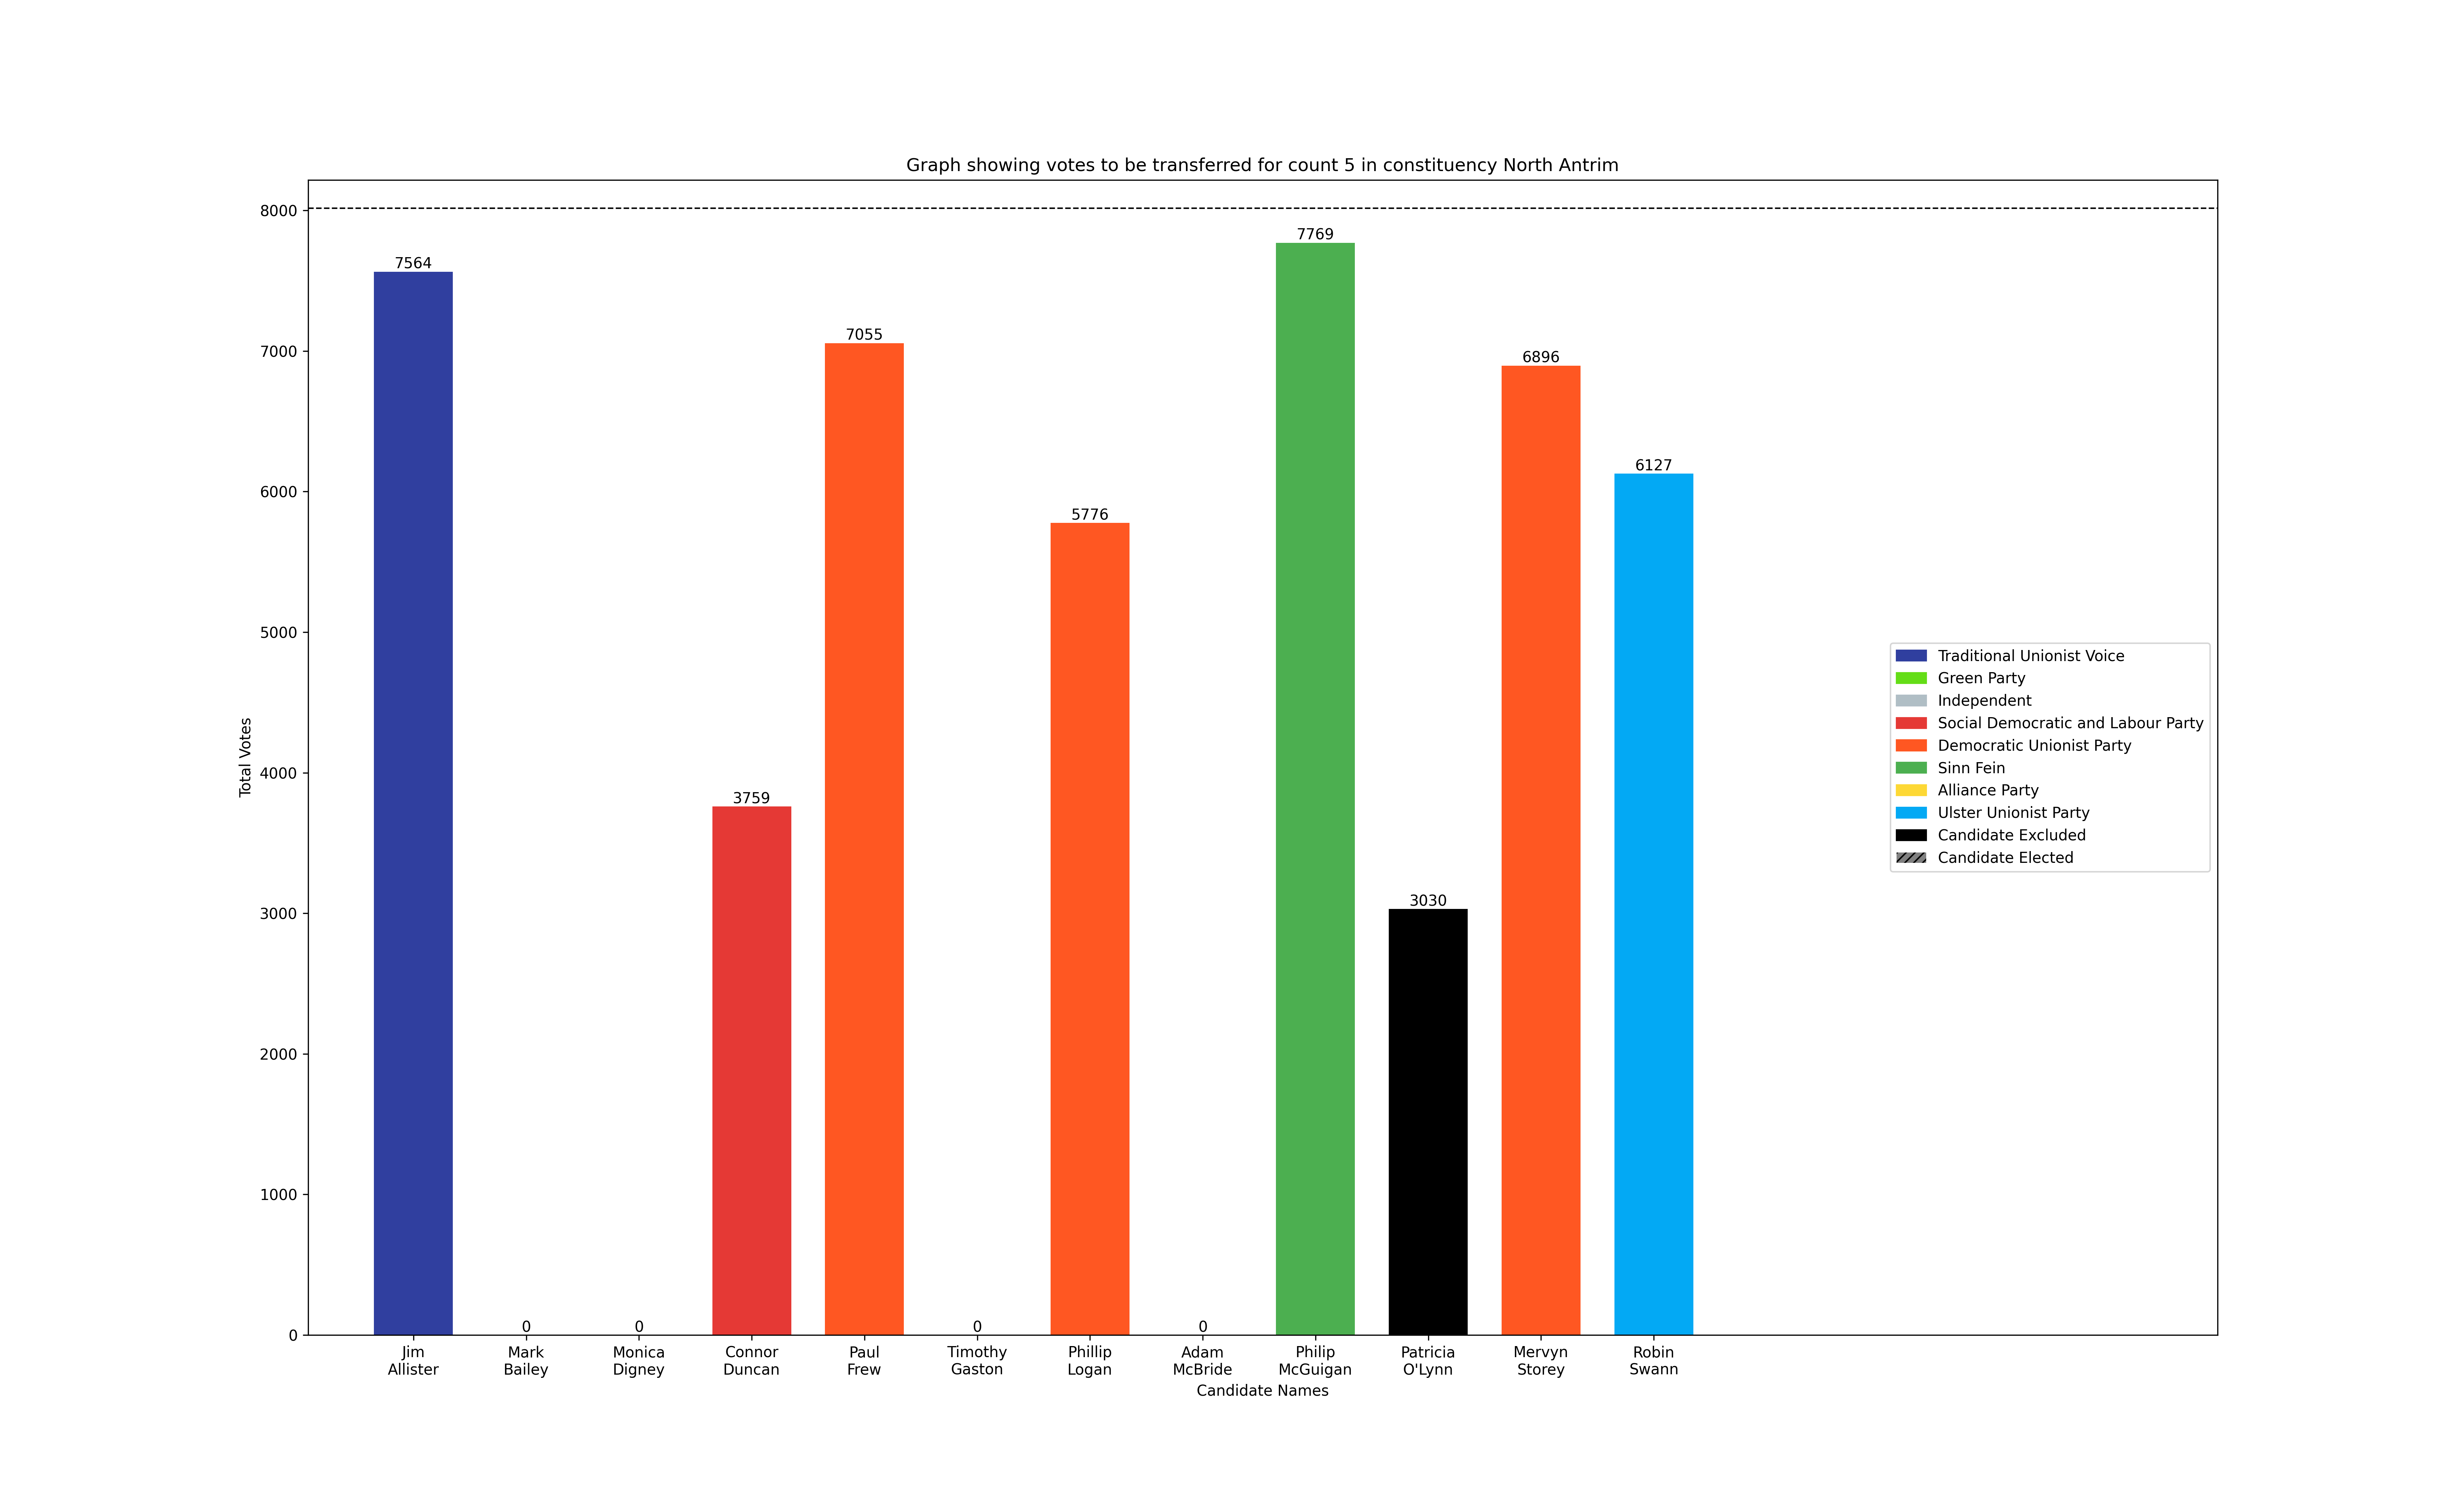 Graph showing votes to be transferred for count 5 in constituency North Antrim
Total Votes
8000
7000
6000
5000
4000
3000
2000
1000
0
7564
0
0
3759
7055
0
5776
0
7769
3030
6896
6127
Jim
Allister
Mark
Bailey
Monica
Digney
Connor
Duncan
Paul
Frew
Timothy
Gaston
Phillip
Logan
Adam
McBride
Philip
McGuigan
Patricia
O'Lynn
Mervyn
Storey
Robin
Swann
Candidate Names
Traditional Unionist Voice
Green Party
Independent
Social Democratic and Labour Party
Democratic Unionist Party
Sinn Fein
Alliance Party
Ulster Unionist Party
Candidate Excluded
Candidate Elected